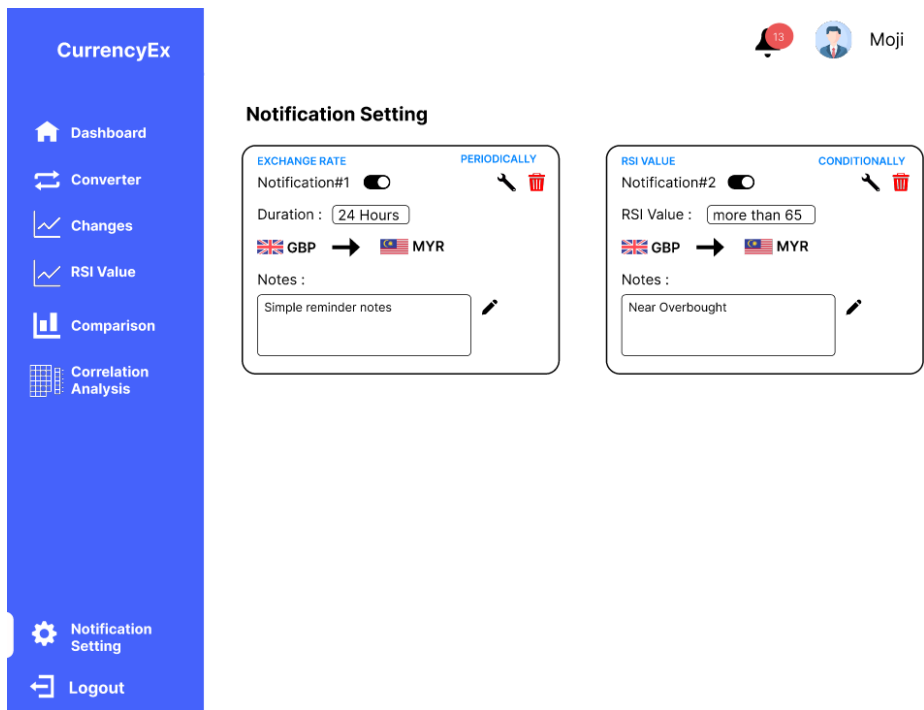 CurrencyEx
13
Moji
Dashboard
Converter
Changes
RSI Value
Comparison
Correlation
Analysis
Notification
Setting
Logout
Notification Setting
EXCHANGE RATE
PERIODICALLY
Notification#1
Duration :
24 Hours
GBP
MYR
Notes :
Simple reminder notes
RSI VALUE
CONDITIONALLY
Notification#2
RSI Value :
more than 65
GBP
MYR
Notes :
Near Overbought